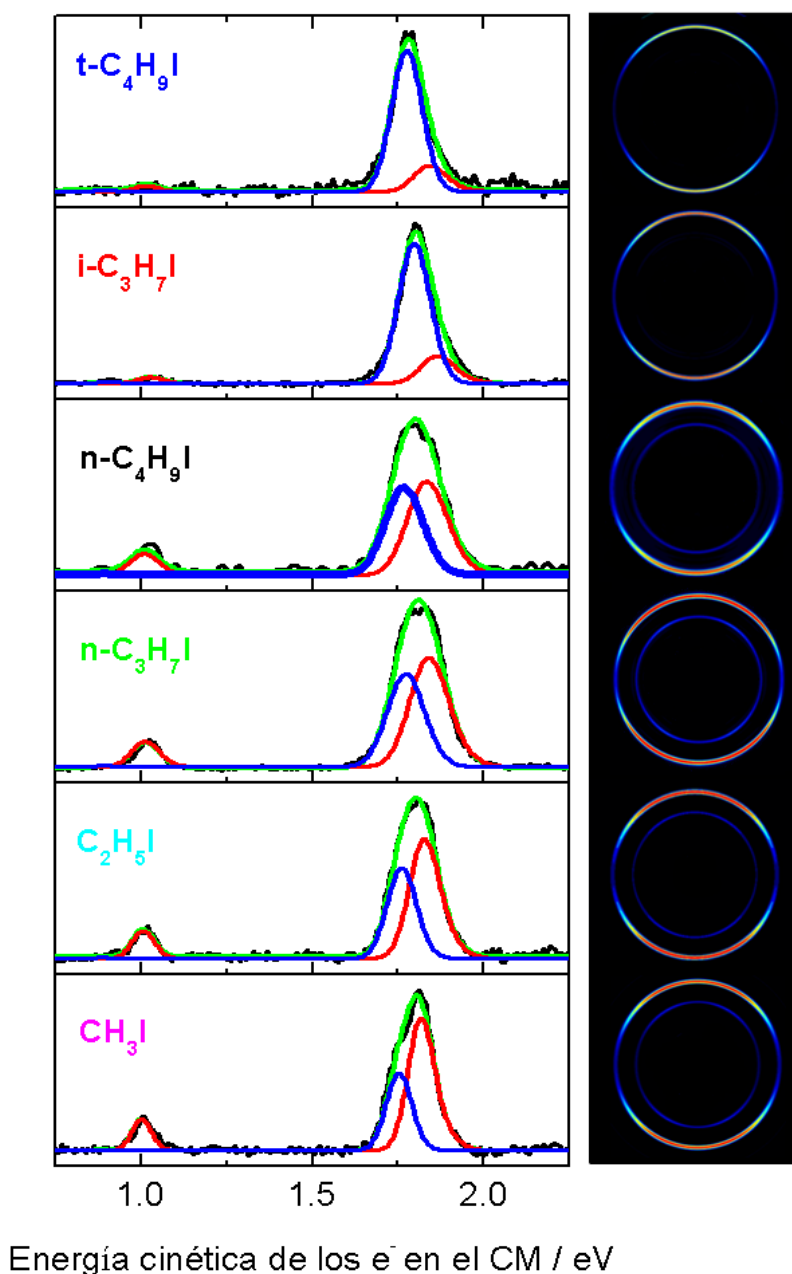 t-C₄H₉I
i-C₃H₇I
n-C₄H₉I
n-C₃H₇I
C₂H₅I
CH₃I
1.0 1.5 2.0
Energía cinética de los e⁻ en el CM / eV